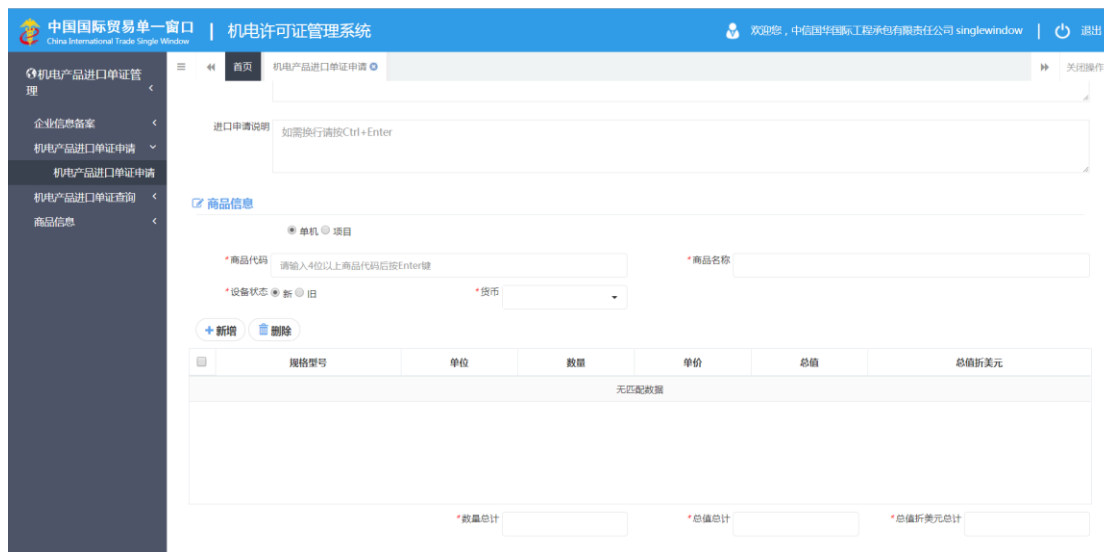 中国国际贸易单一窗口 | 机电许可证管理系统
China International Trade Single Window
欢迎您，中信国华国际工程承包有限责任公司 singlewindow | 退出
机电产品进口单证管理
首页 机电产品进口单证申请
关闭操作
企业信息备案
机电产品进口单证申请
机电产品进口单证申请
机电产品进口单证查询
商品信息
进口申请说明 如需换行请按Ctrl+Enter
商品信息
单机 项目
*商品代码 请输入4位以上商品代码后按Enter键 *商品名称
*设备状态 新 旧 *货币
新增 删除
规格型号 单位 数量 单价 总值 总值折美元
无匹配数据
*数量总计 *总值总计 *总值折美元总计